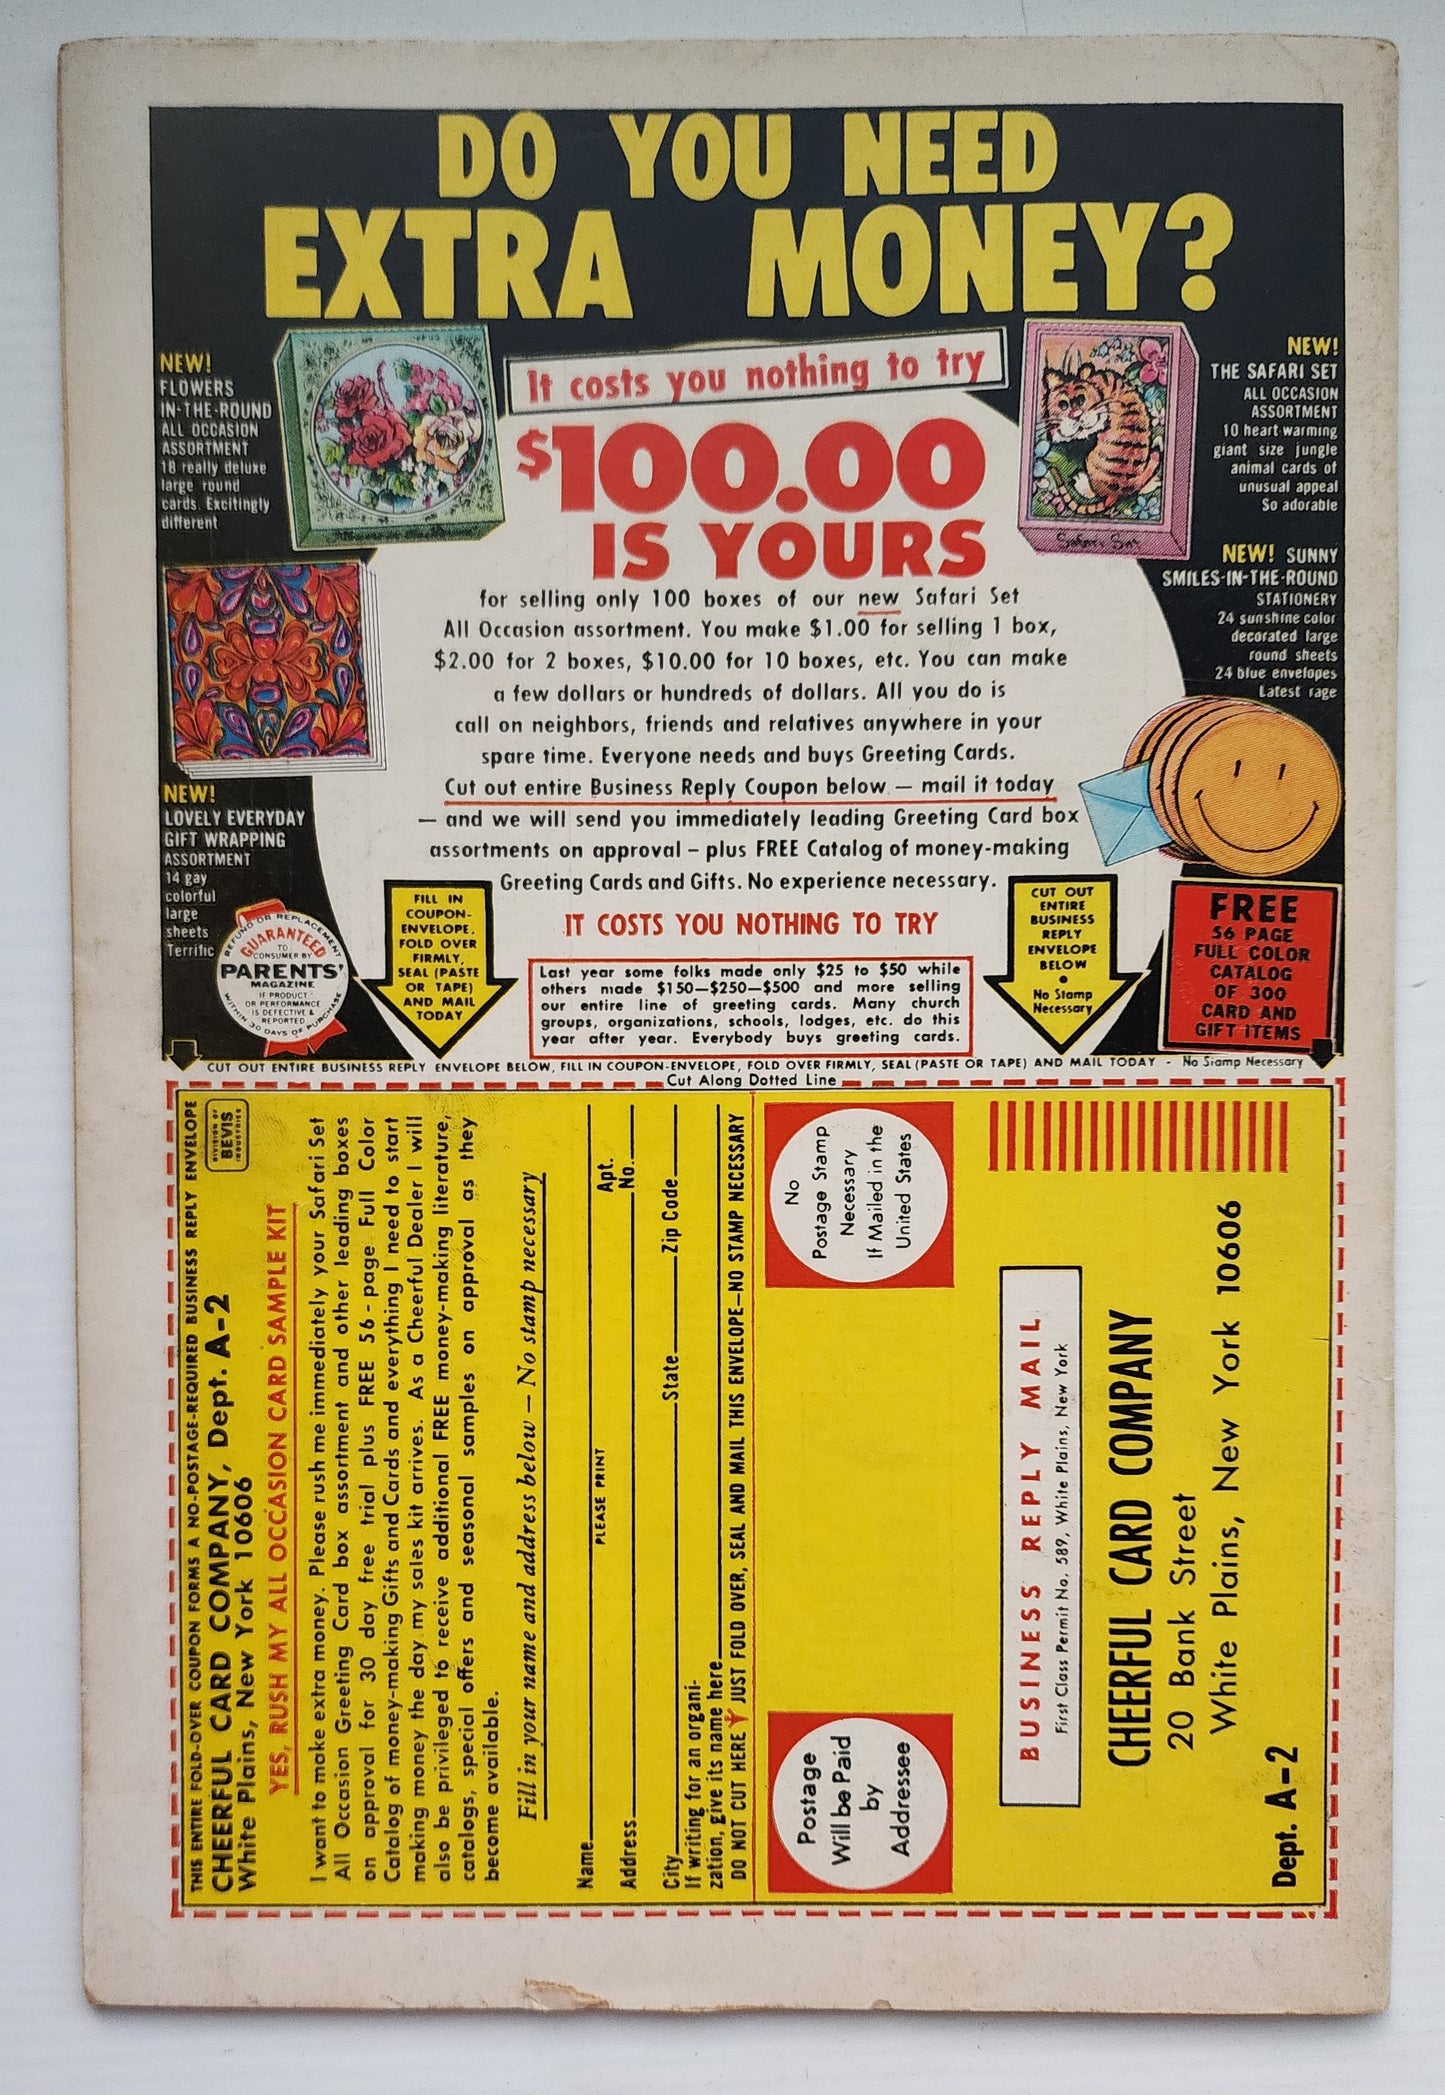 DO YOU NEED
EXTRA MONEY?
NEW!
FLOWERS
IN-THE-ROUND
ALL OCCASION
ASSORTMENT
18 really deluxe
large round
cards. Excitingly
different
It costs you nothing to try
$100.00
IS YOURS
for selling only 100 boxes of our new Safari Set
All Occasion assortment. You make $1.00 for selling 1 box,
$2.00 for 2 boxes, $10.00 for 10 boxes, etc. You can make
a few dollars or hundreds of dollars. All you do is
call on neighbors, friends and relatives anywhere in your
spare time. Everyone needs and buys Greeting Cards.
Cut out entire Business Reply Coupon below — mail it today
— and we will send you immediately leading Greeting Card box
assortments on approval – plus FREE Catalog of money-making
Greeting Cards and Gifts. No experience necessary.
IT COSTS YOU NOTHING TO TRY
Safari Set
NEW!
THE SAFARI SET
ALL OCCASION
ASSORTMENT
10 heart-warming
giant size jungle
animal cards of
unusual appeal
So adorable
NEW! SUNNY
SMILES-IN-THE-ROUND
STATIONERY
24 sunshine color
decorated large
round sheets
24 blue envelopes
Latest rage
NEW!
LOVELY EVERYDAY
GIFT WRAPPING
ASSORTMENT
14 gay
colorful
large
sheets
Terrific
REFUND OR REPLACEMENT
GUARANTEED
TO
CONSUMER BY
PARENTS'
MAGAZINE
IF PRODUCT
OR PERFORMANCE
IS DEFECTIVE &
REPORTED
WITHIN 30 DAYS OF PURCHASE
FILL IN
COUPON-
ENVELOPE,
FOLD OVER
FIRMLY,
SEAL (PASTE
OR TAPE)
AND MAIL
TODAY
Last year some folks made only $25 to $50 while
others made $150—$250—$500 and more selling
our entire line of greeting cards. Many church
groups, organizations, schools, lodges, etc. do this
year after year. Everybody buys greeting cards.
CUT OUT
ENTIRE
BUSINESS
REPLY
ENVELOPE
BELOW
•
No Stamp
Necessary
FREE
56 PAGE
FULL COLOR
CATALOG
OF 300
CARD AND
GIFT ITEMS
CUT OUT ENTIRE BUSINESS REPLY ENVELOPE BELOW, FILL IN COUPON-ENVELOPE, FOLD OVER FIRMLY, SEAL (PASTE OR TAPE) AND MAIL TODAY - No Stamp Necessary
Cut Along Dotted Line
THIS ENTIRE FOLD-OVER COUPON FORMS A NO-POSTAGE-REQUIRED BUSINESS REPLY ENVELOPE
CHEERFUL CARD COMPANY, Dept. A-2
White Plains, New York 10606
DIVISION OF
BEVIS
INDUSTRIES
YES, RUSH MY ALL OCCASION CARD SAMPLE KIT
I want to make extra money. Please rush me immediately your Safari Set
All Occasion Greeting Card box assortment and other leading boxes
on approval for 30 day free trial plus FREE 56-page Full Color
Catalog of money-making Gifts and Cards and everything I need to start
making money the day my sales kit arrives. As a Cheerful Dealer I will
also be privileged to receive additional FREE money-making literature,
catalogs, special offers and seasonal samples on approval as they
become available.
Fill in your name and address below — No stamp necessary
Name
PLEASE PRINT
Address Apt. No.
City State Zip Code
If writing for an organi-
zation, give its name here
DO NOT CUT HERE JUST FOLD OVER, SEAL AND MAIL THIS ENVELOPE—NO STAMP NECESSARY
Postage
Will be Paid
by
Addressee
No
Postage Stamp
Necessary
If Mailed in the
United States
BUSINESS REPLY MAIL
First Class Permit No. 589, White Plains, New York
CHEERFUL CARD COMPANY
20 Bank Street
White Plains, New York 10606
Dept. A-2